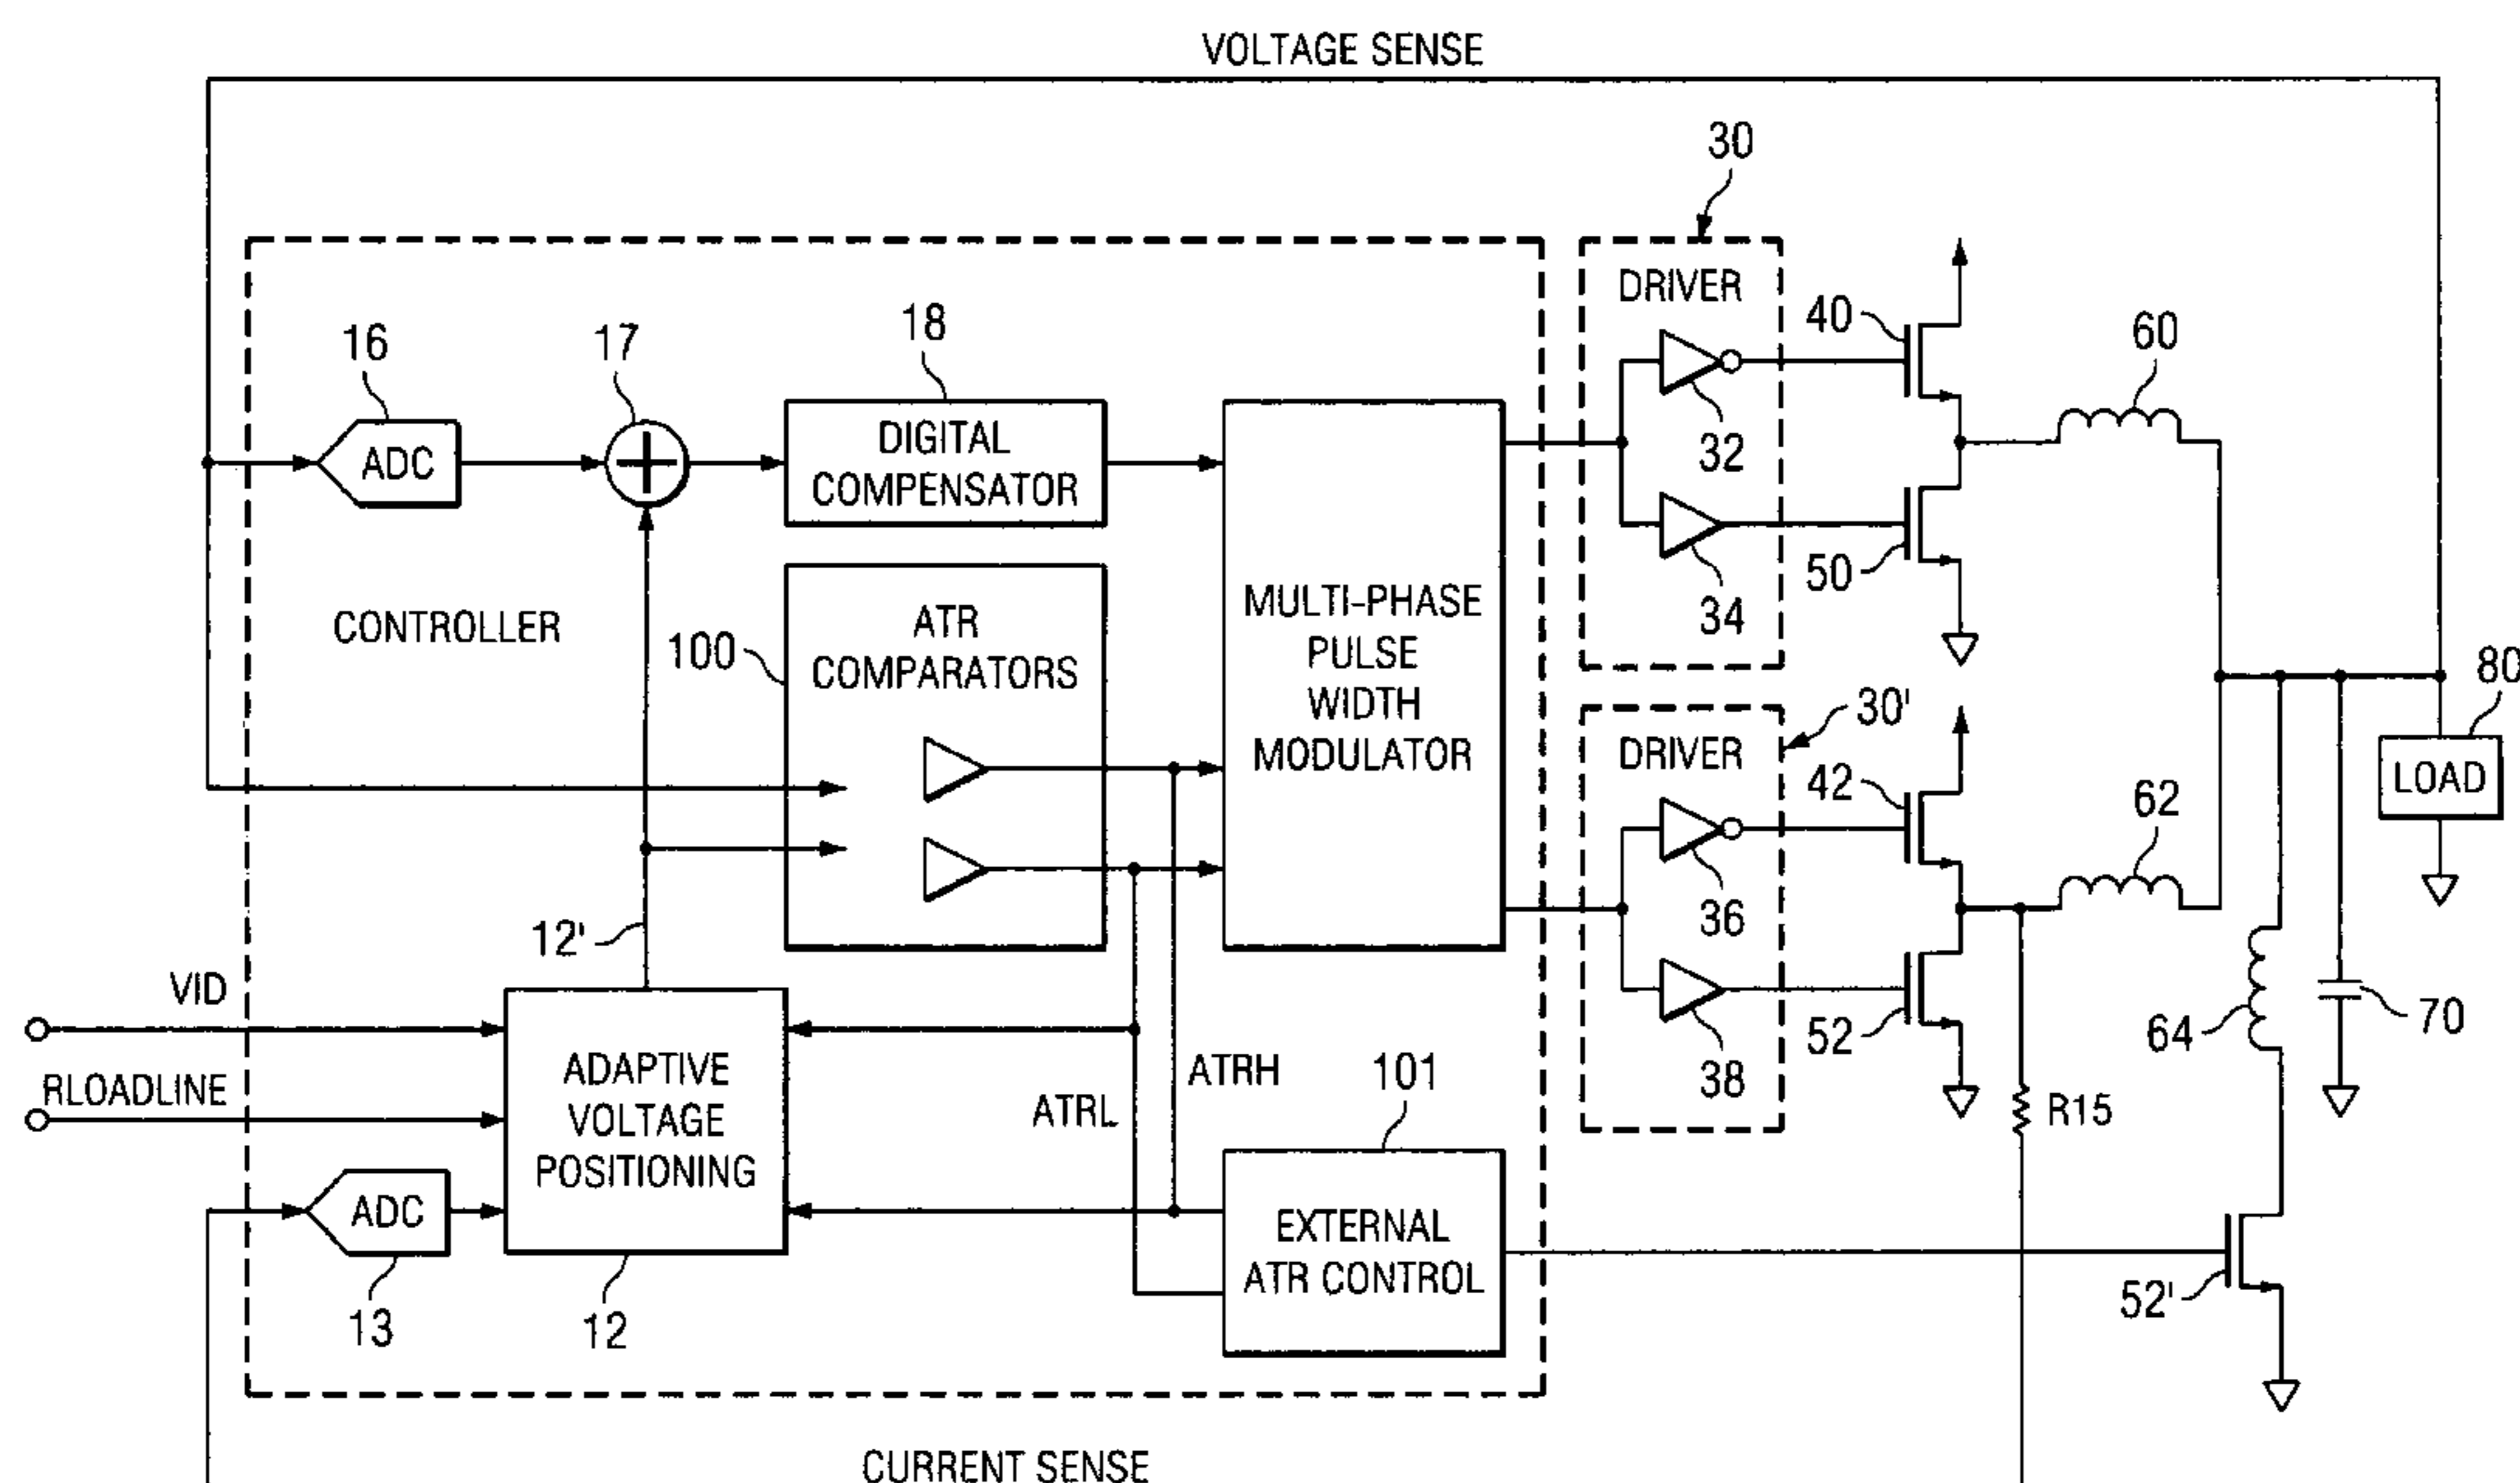 VOLTAGE SENSE
30
DRIVER
40
60
16
17
18
ADC
DIGITAL
COMPENSATOR
32
50
34
CONTROLLER
100
ATR
COMPARATORS
MULTI-PHASE
PULSE
WIDTH
MODULATOR
80
LOAD
30'
DRIVER
42
62
36
12'
VID
52
38
64
70
RLOADLINE
ADAPTIVE
VOLTAGE
POSITIONING
ATRH
ATRL
101
R15
ADC
EXTERNAL
ATR CONTROL
13
12
52'
CURRENT SENSE